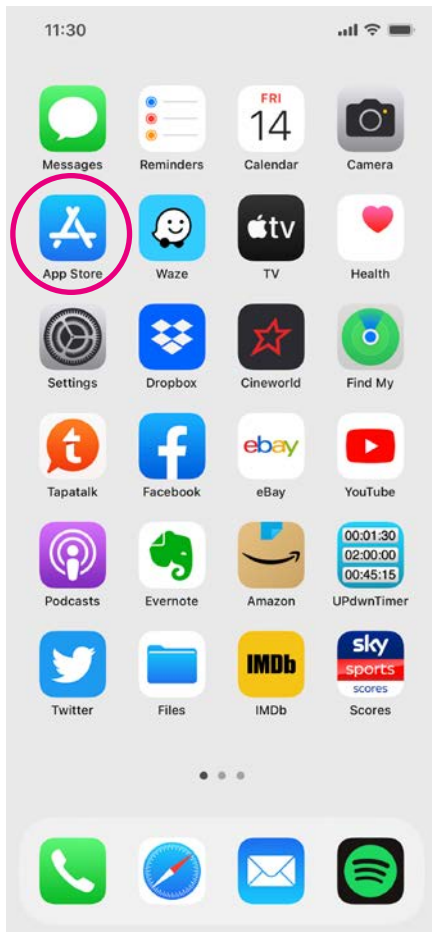 11:30
FRI
14
Messages Reminders Calendar Camera
tv
App Store Waze TV Health
Settings Dropbox Cineworld Find My
ebay
Tapatalk Facebook eBay YouTube
00:01:30
02:00:00
00:45:15
Podcasts Evernote Amazon UPdwnTimer
IMDb
sky
sports
scores
Twitter Files IMDb Scores